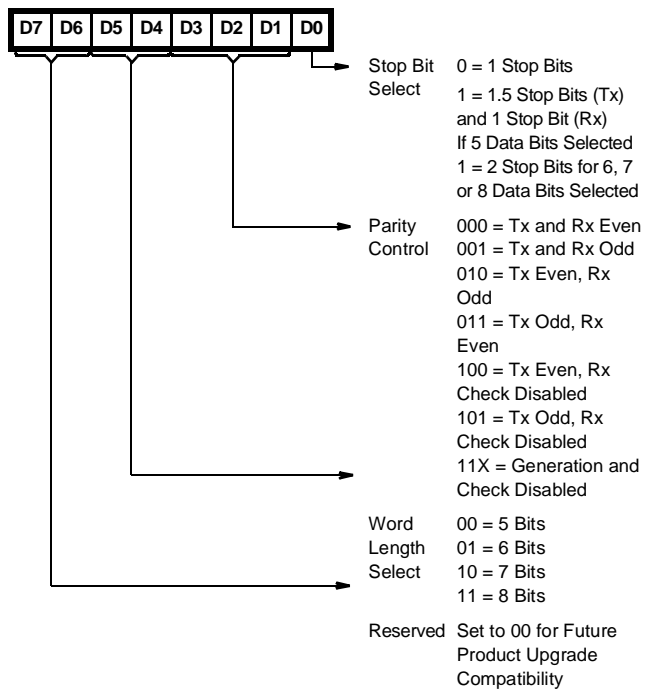 D7 D6 D5 D4 D3 D2 D1 D0
Stop Bit 0 = 1 Stop Bits
Select 1 = 1.5 Stop Bits (Tx)
and 1 Stop Bit (Rx)
If 5 Data Bits Selected
1 = 2 Stop Bits for 6, 7
or 8 Data Bits Selected
Parity 000 = Tx and Rx Even
Control 001 = Tx and Rx Odd
010 = Tx Even, Rx
Odd
011 = Tx Odd, Rx
Even
100 = Tx Even, Rx
Check Disabled
101 = Tx Odd, Rx
Check Disabled
11X = Generation and
Check Disabled
Word 00 = 5 Bits
Length 01 = 6 Bits
Select 10 = 7 Bits
11 = 8 Bits
Reserved Set to 00 for Future
Product Upgrade
Compatibility